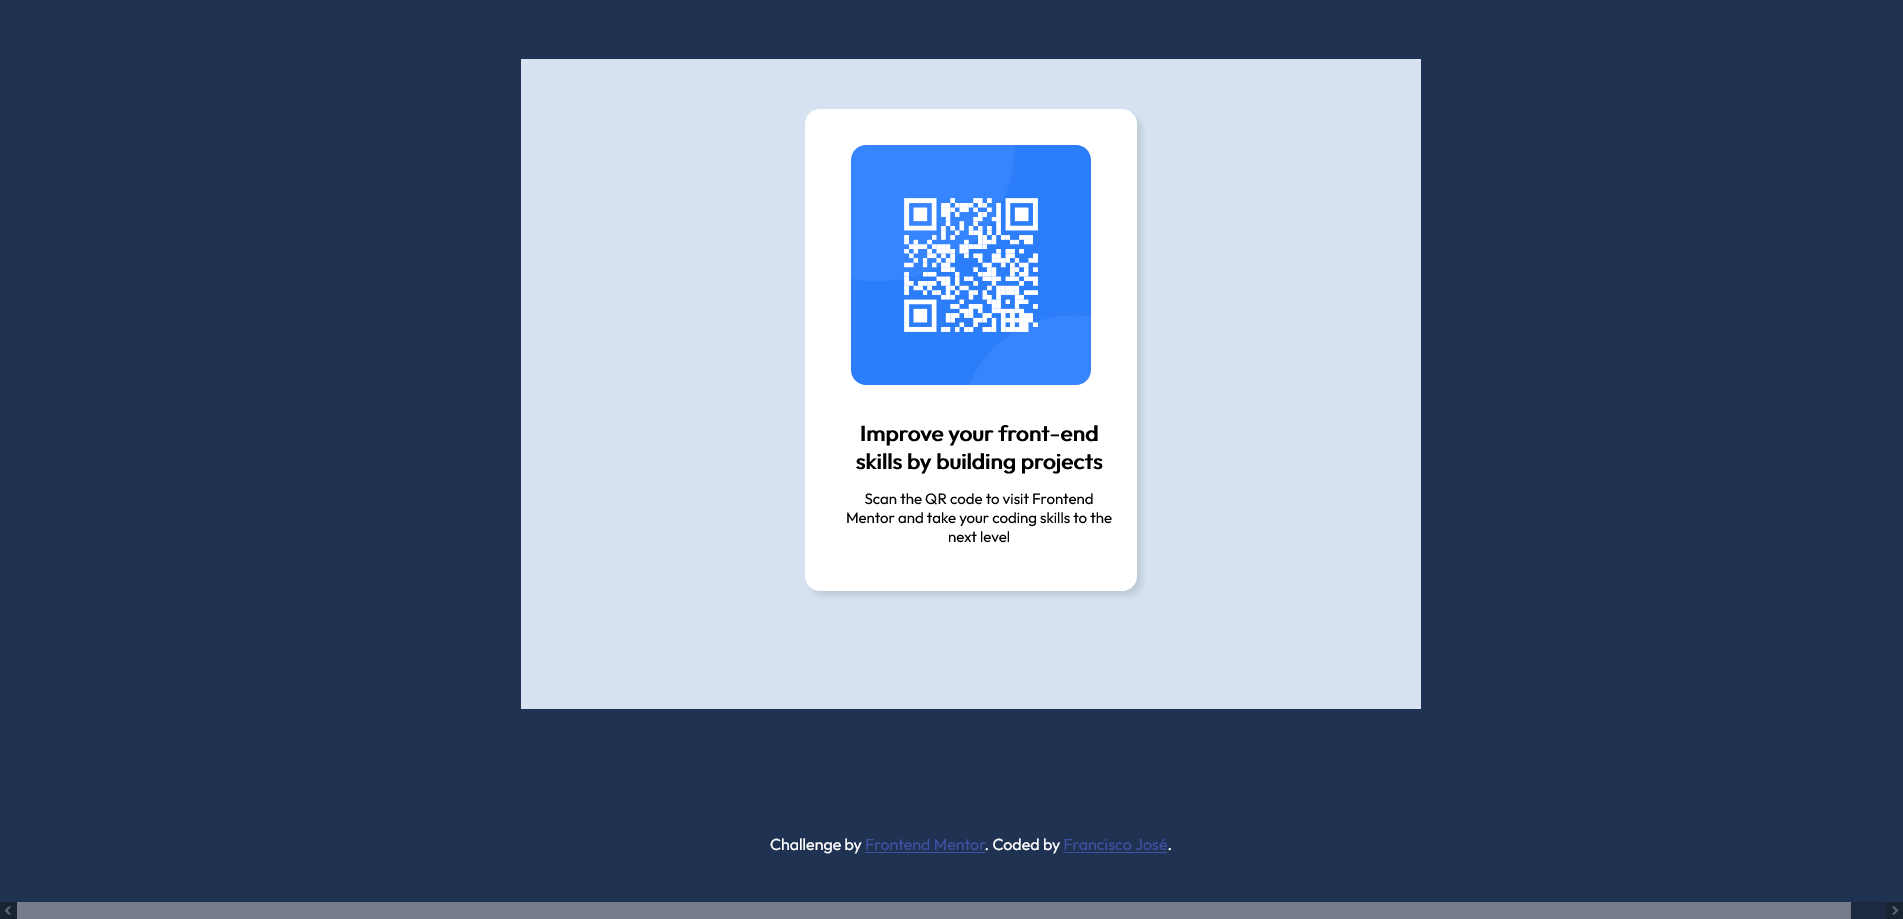 Improve your front-end
skills by building projects
Scan the QR code to visit Frontend
Mentor and take your coding skills to the
next level
Challenge by Frontend Mentor. Coded by Francisco José.